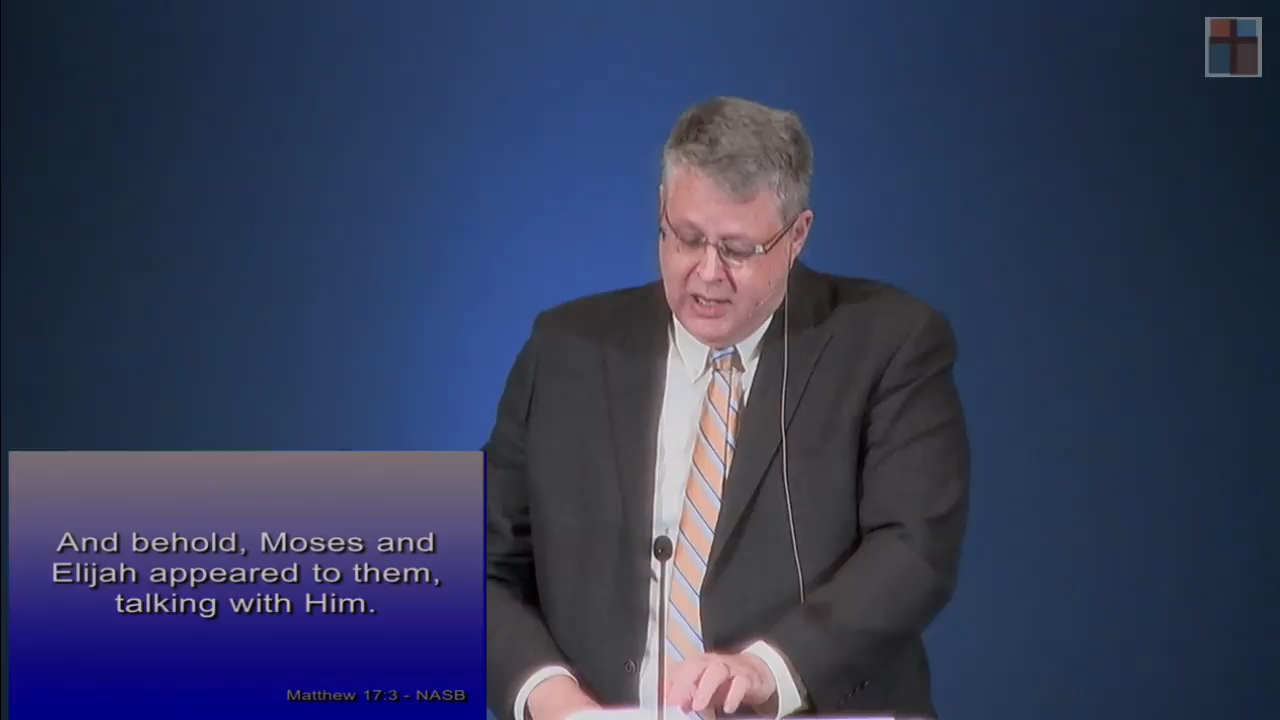 And behold, Moses and
Elijah appeared to them,
talking with Him.
Matthew 17:3 - NASB